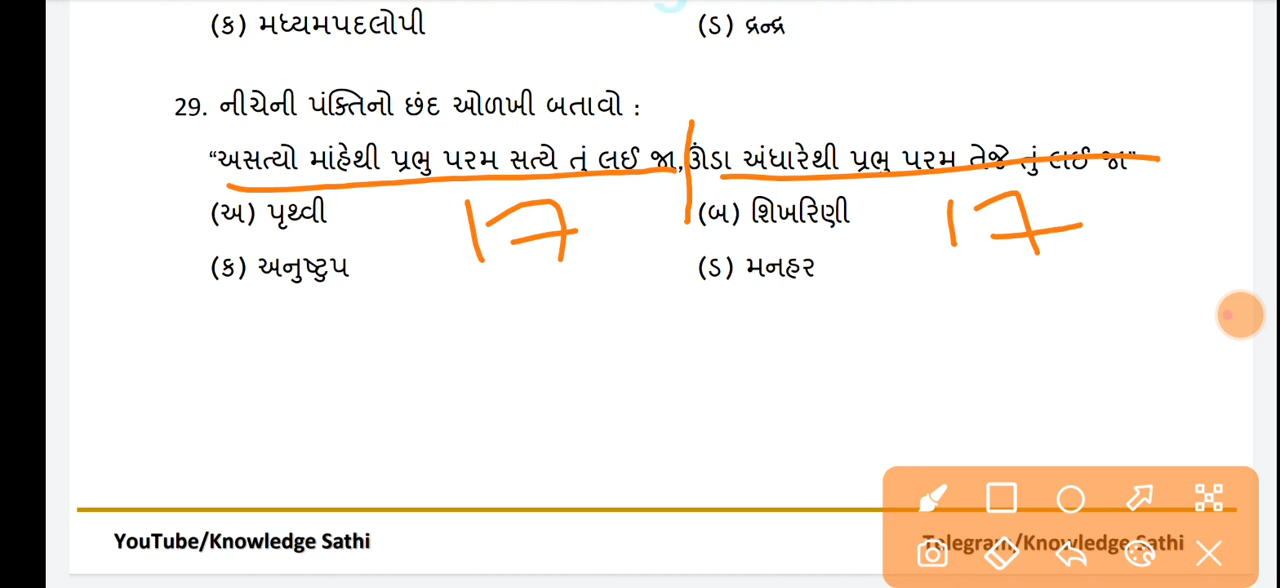 (ક) મધ્યમપદલોપી (ડ) દ્રન્દ્ર
29. નીચેની પંક્તિનો છંદ ઓળખી બતાવો :
“અસત્યો માંહેથી પ્રભુ પરમ સત્યે તું લઈ જા, ઊંડા અંધારેથી પ્રભુ પરમ તેજે તું લઈ જા”
(અ) પૃથ્વી (બ) શિખરિણી
17 17
(ક) અનુષ્ટુપ (ડ) મનહર
YouTube/Knowledge Sathi Telegram/Knowledge Sathi